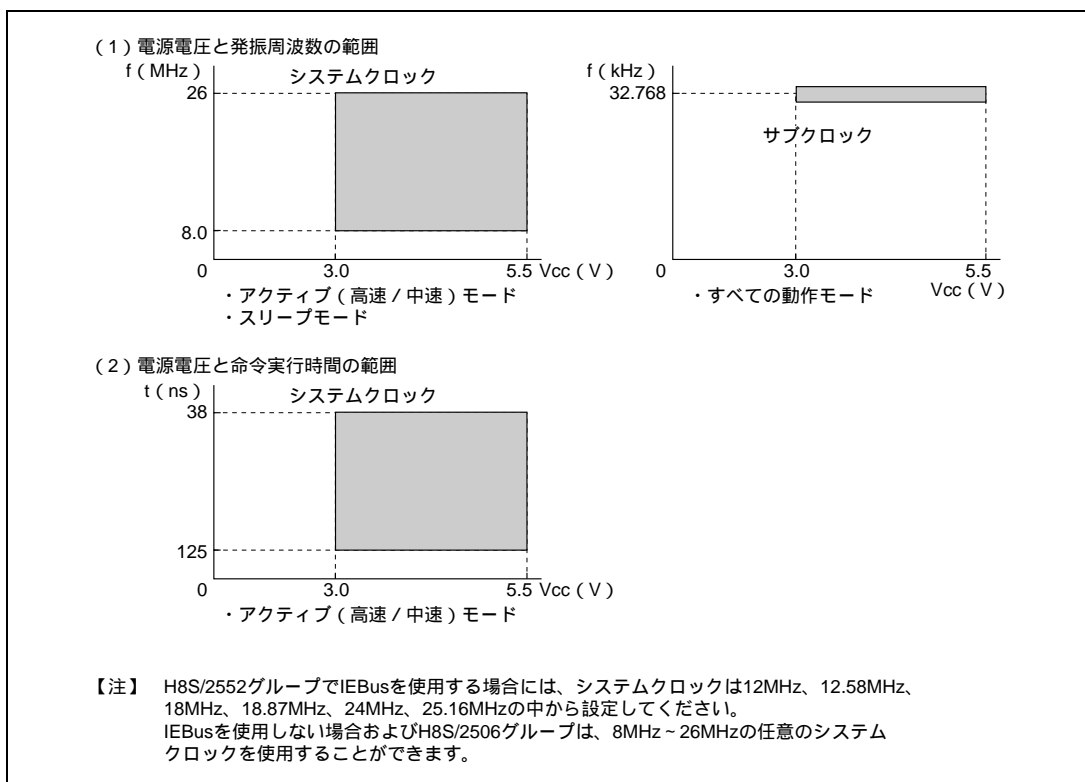 （1）電源電圧と発振周波数の範囲
f（MHz）
システムクロック
26
8.0
0
3.0
5.5 Vcc（V）
・アクティブ（高速 / 中速）モード
・スリープモード
f（kHz）
32.768
サブクロック
0
3.0
5.5
Vcc（V）
・すべての動作モード
（2）電源電圧と命令実行時間の範囲
t（ns）
システムクロック
38
125
0
3.0
5.5 Vcc（V）
・アクティブ（高速 / 中速）モード
【注】 H8S/2552グループでIEBusを使用する場合には、システムクロックは12MHz、12.58MHz、
18MHz、18.87MHz、24MHz、25.16MHzの中から設定してください。
IEBusを使用しない場合およびH8S/2506グループは、8MHz～26MHzの任意のシステム
クロックを使用することができます。